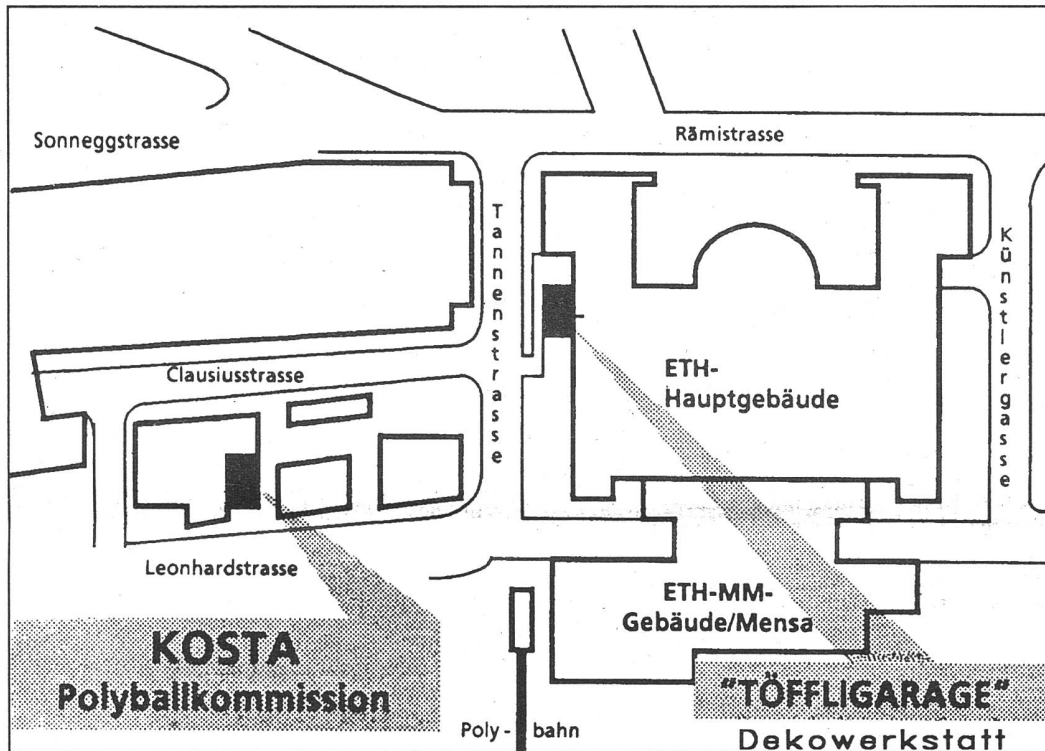 Sonneggstrasse
Rämistrasse
Tannenstrasse
Künstlergasse
Clausiusstrasse
ETH-
Hauptgebäude
Leonhardstrasse
ETH-MM-
Gebäude/Mensa
KOSTA
Polyballkommission
"TÖFFLIGARAGE"
Dekowerkstatt
Poly - bahn